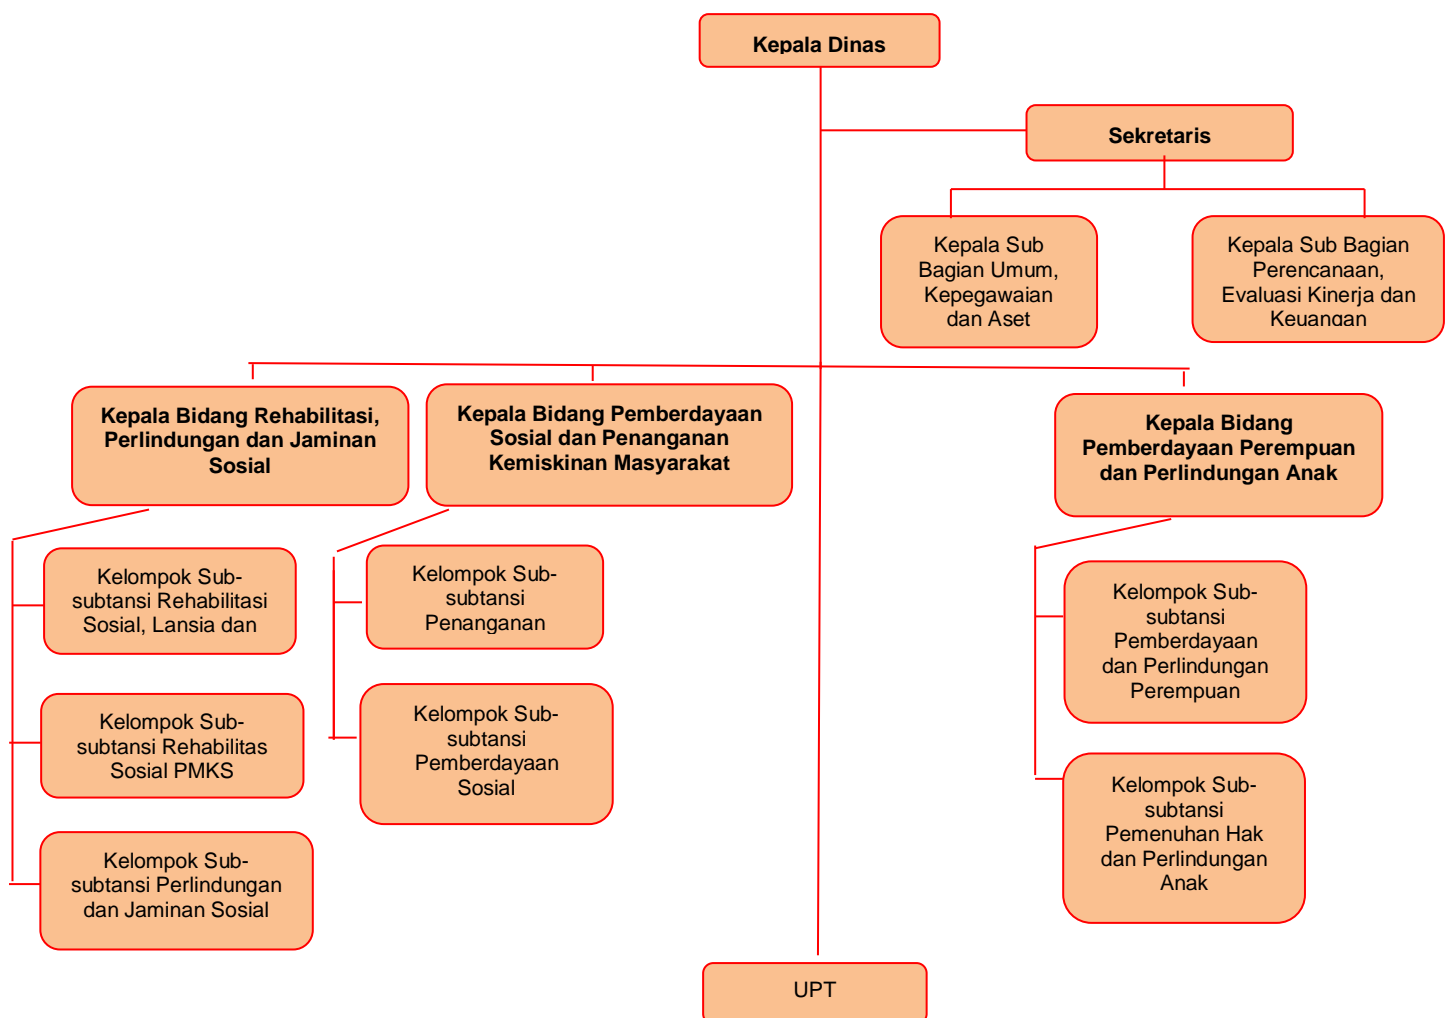 Kepala Dinas
Sekretaris
Kepala Sub
Bagian Umum,
Kepegawaian
dan Aset
Kepala Sub Bagian
Perencanaan,
Evaluasi Kinerja dan
Keuangan
Kepala Bidang Rehabilitasi,
Perlindungan dan Jaminan
Sosial
Kepala Bidang Pemberdayaan
Sosial dan Penanganan
Kemiskinan Masyarakat
Kepala Bidang
Pemberdayaan Perempuan
dan Perlindungan Anak
Kelompok Sub-
subtansi Rehabilitasi
Sosial, Lansia dan
Kelompok Sub-
subtansi Rehabilitas
Sosial PMKS
Kelompok Sub-
subtansi Perlindungan
dan Jaminan Sosial
Kelompok Sub-
subtansi
Penanganan
Kelompok Sub-
subtansi
Pemberdayaan
Sosial
Kelompok Sub-
subtansi
Pemberdayaan
dan Perlindungan
Perempuan
Kelompok Sub-
subtansi
Pemenuhan Hak
dan Perlindungan
Anak
UPT